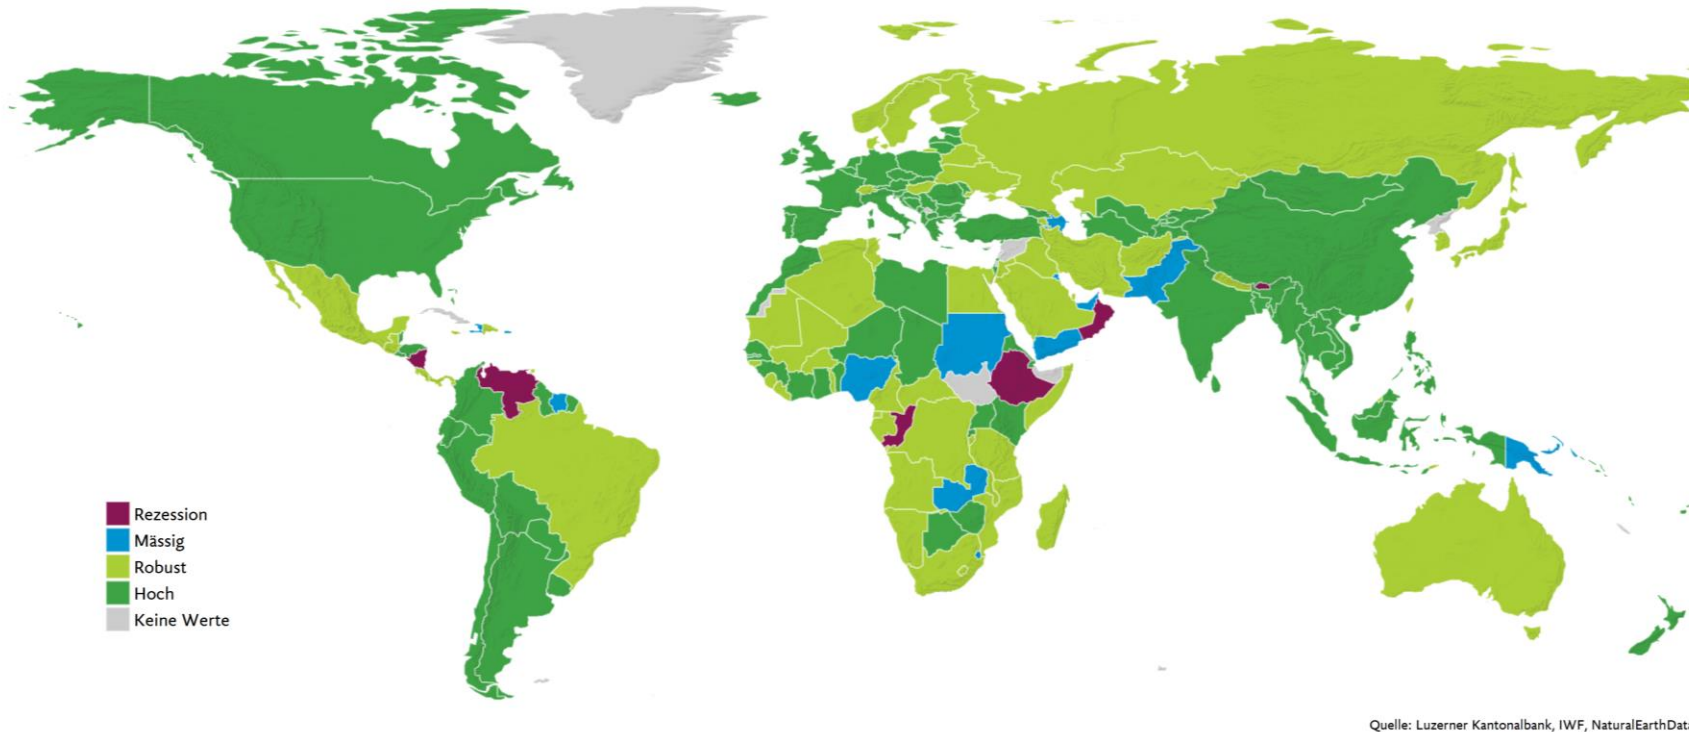 Rezession
Mässig
Robust
Hoch
Keine Werte
Quelle: Luzerner Kantonalbank, IWF, NaturalEarthData